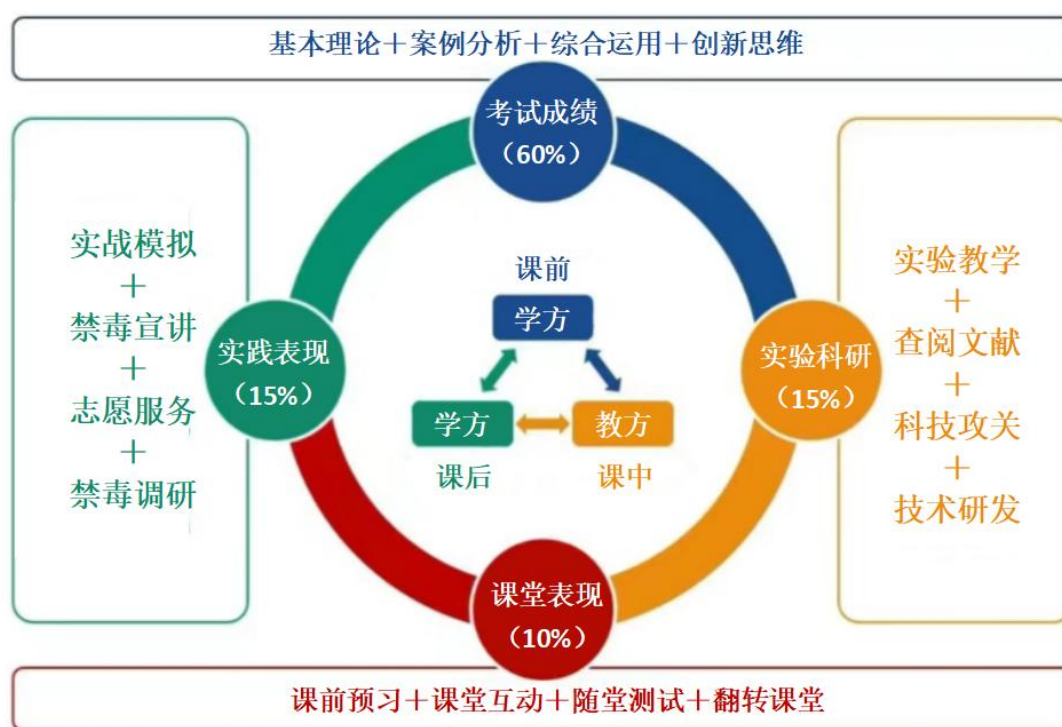 基本理论＋案例分析＋综合运用＋创新思维
考试成绩
（60%）
实战模拟
＋
禁毒宣讲
＋
志愿服务
＋
禁毒调研
实践表现
（15%）
课前
学方
学方
教方
课后
课中
实验科研
（15%）
实验教学
＋
查阅文献
＋
科技攻关
＋
技术研发
课堂表现
（10%）
课前预习＋课堂互动＋随堂测试＋翻转课堂